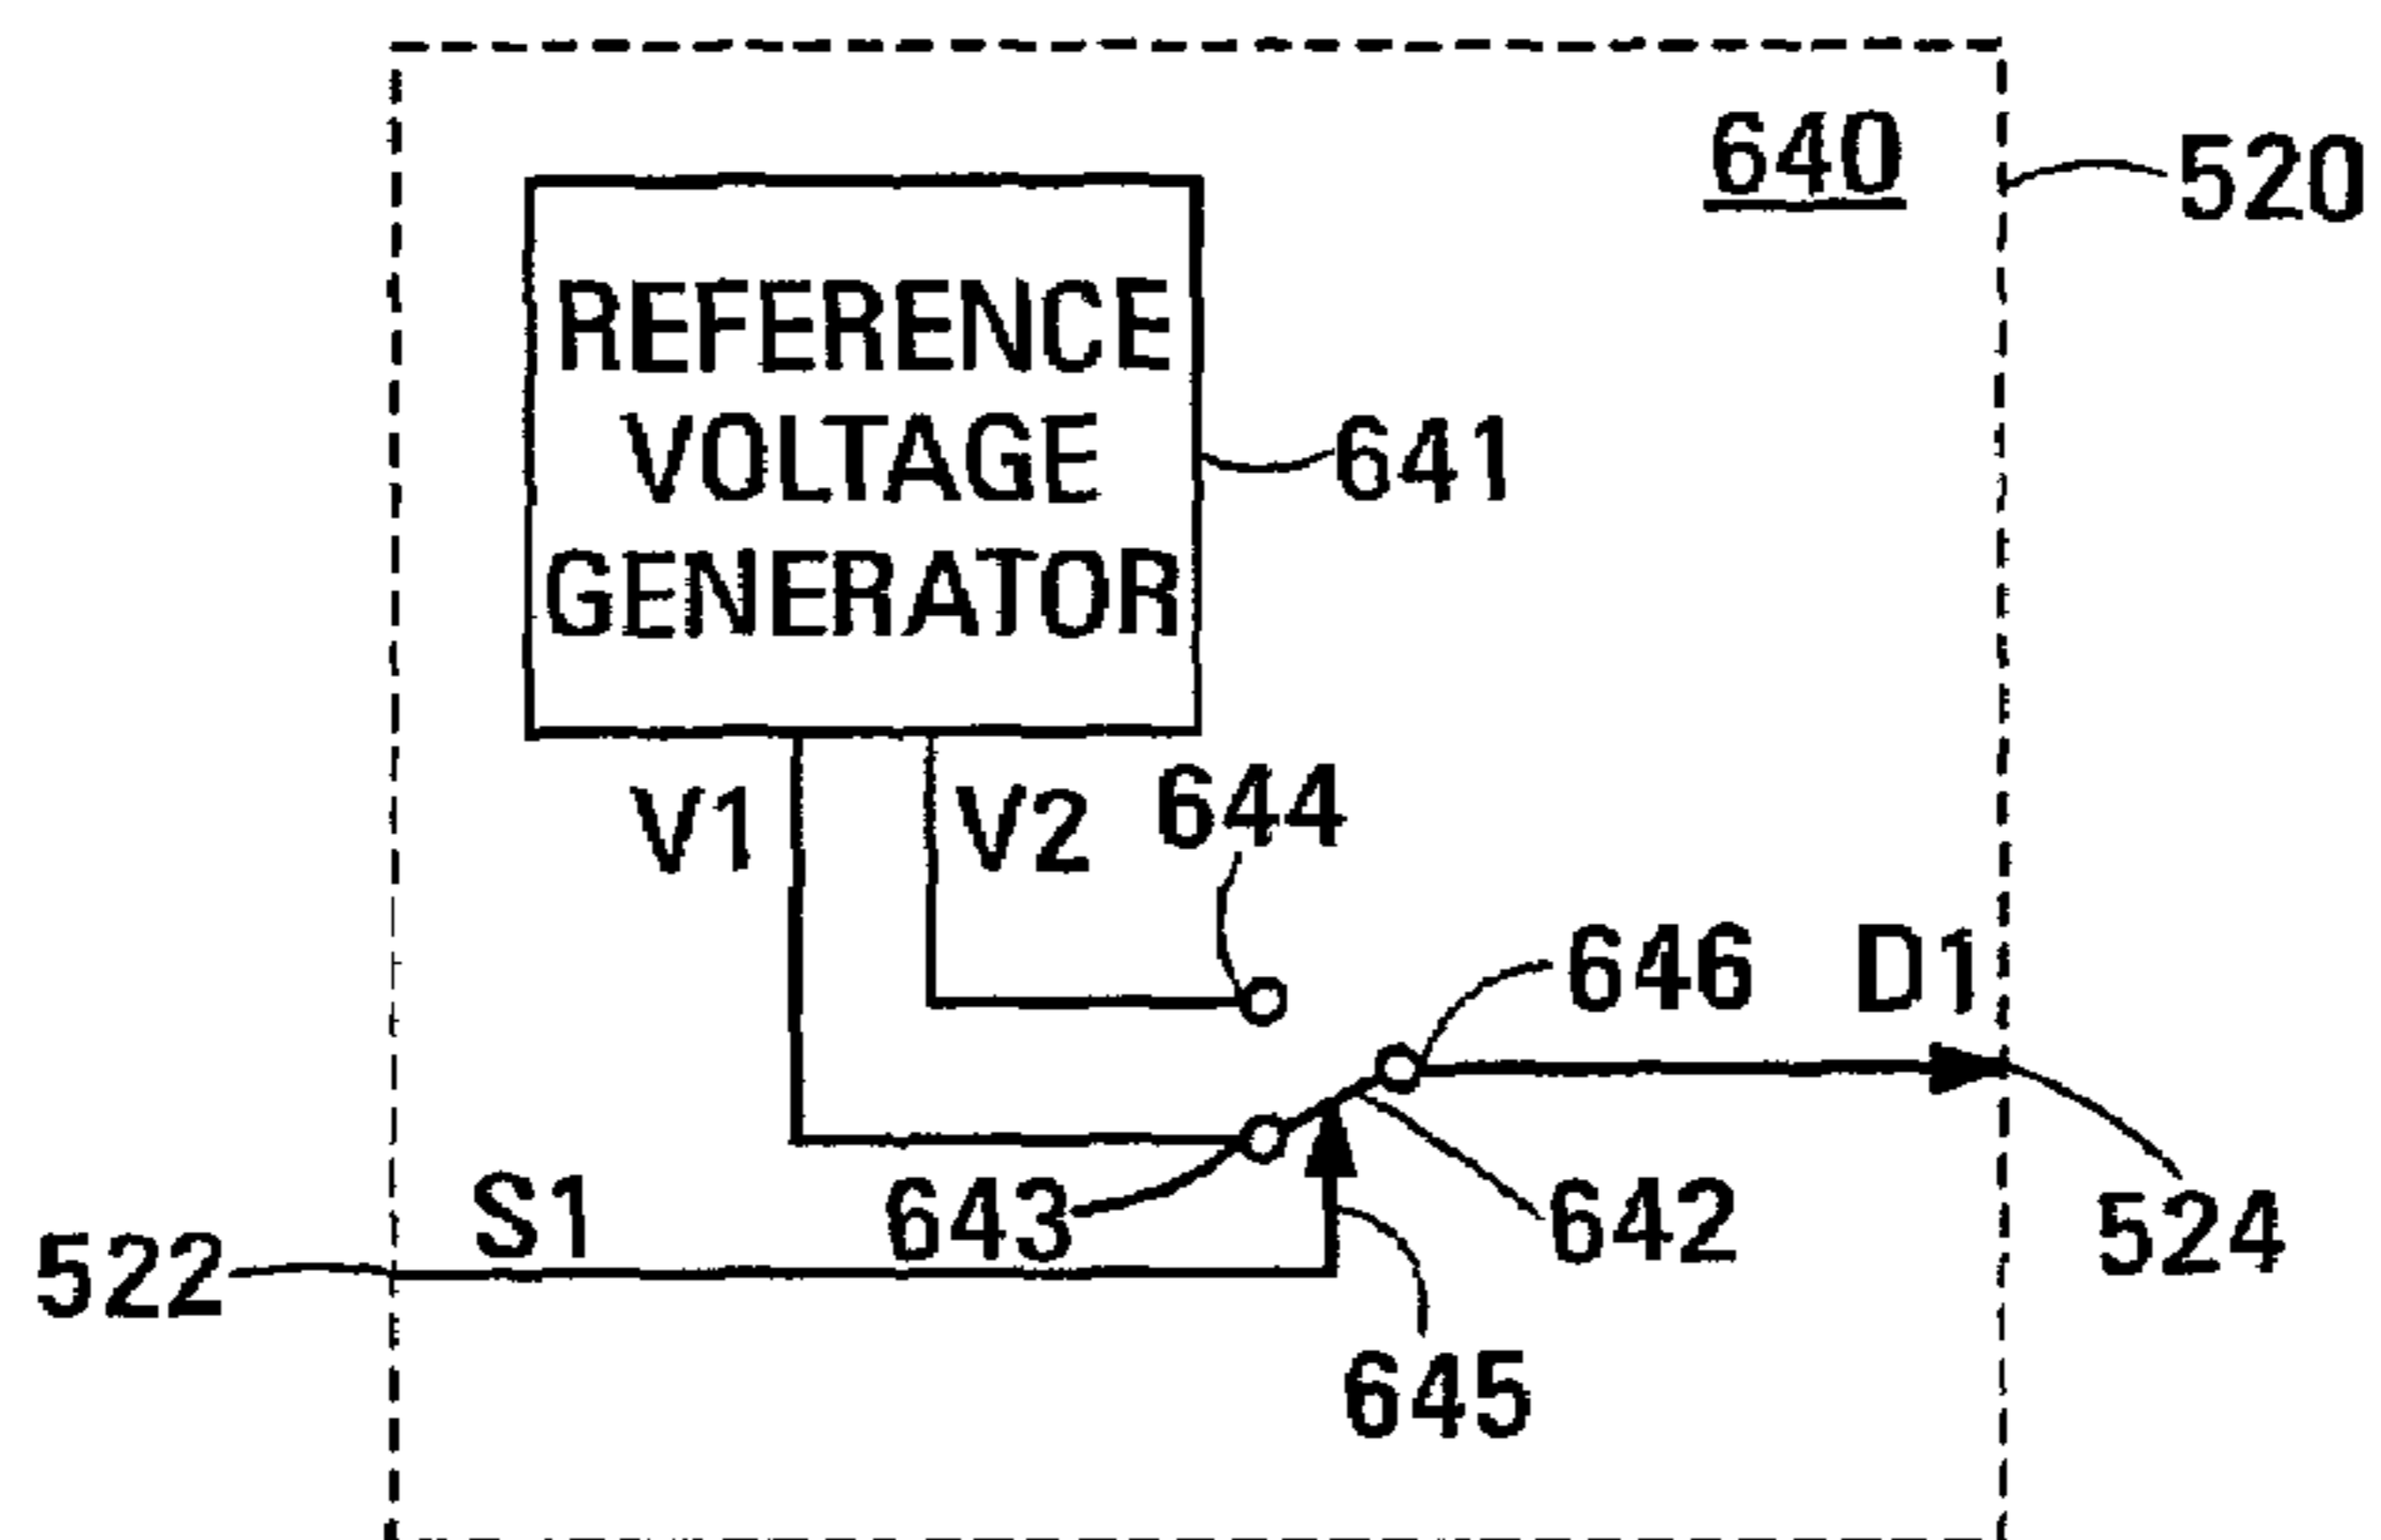 640
520
REFERENCE
VOLTAGE
GENERATOR
641
V1
V2
644
646
D1
S1
643
642
522
524
645